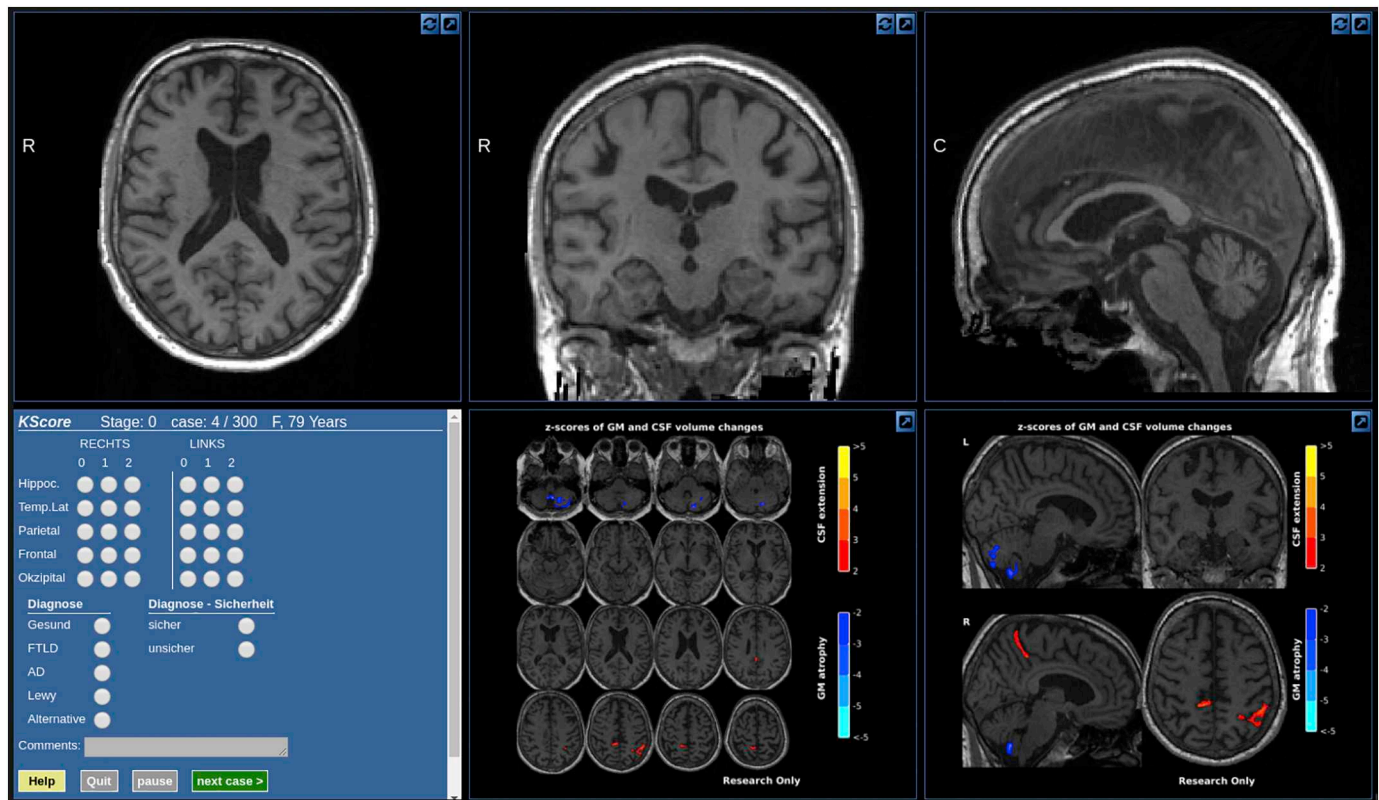 R
R
C
KScore Stage: 0 case: 4 / 300 F, 79 Years
RECHTS LINKS
0 1 2 0 1 2
Hippoc.
Temp.Lat
Parietal
Frontal
Okzipital
Diagnose Diagnose - Sicherheit
Gesund sicher
FTLD unsicher
AD
Lewy
Alternative
Comments:
Help Quit pause next case >
z-scores of GM and CSF volume changes
>5
5
4
3
2
CSF extension
-2
-3
-4
-5
<-5
GM atrophy
Research Only
z-scores of GM and CSF volume changes
L
R
>5
5
4
3
2
CSF extension
-2
-3
-4
-5
<-5
GM atrophy
Research Only